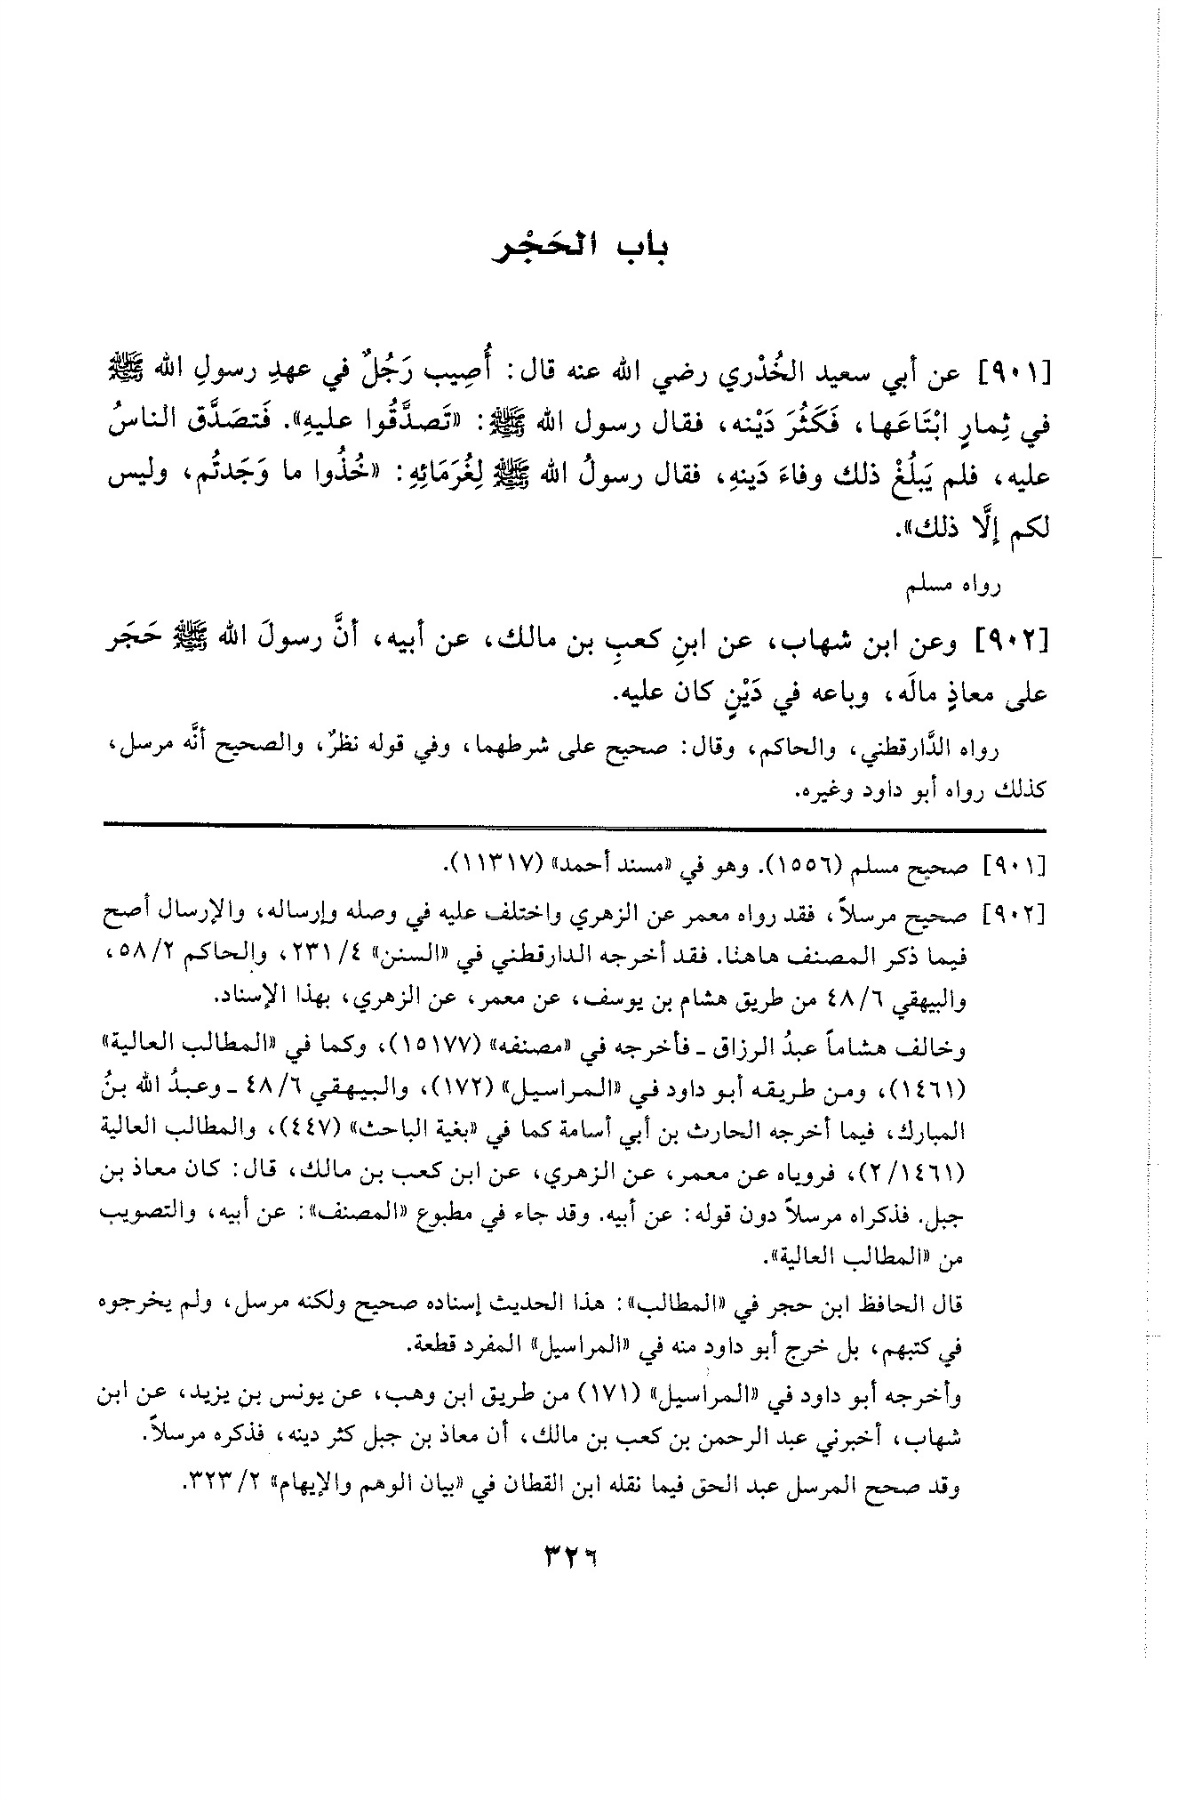 باب الحَجْر
[٩٠١] عن أبي سعيد الخُدْري رضي الله عنه قال: أُصِيب رَجُلٌ في عهدِ رسولِ الله ﷺ
في ثِمارٍ ابْتَاعَها، فَكَثُرَ دَيْنه، فقال رسول الله ﷺ: «تَصدَّقُوا عليهِ». فَتصَدَّق الناسُ
عليه، فلم يَبلُغْ ذلك وفاءَ دَينهِ، فقال رسولُ الله ﷺ لِغُرَمَائِهِ: «خُذُوا ما وَجَدتُم، وليس
لكم إلَّا ذلك».
رواه مسلم
[٩٠٢] وعن ابن شهاب، عن ابنِ كعبِ بن مالك، عن أبيه، أنَّ رسولَ الله ﷺ حَجَر
على معاذٍ مالَه، وباعه في دَيْنٍ كان عليه.
رواه الدَّارقطني، والحاكم، وقال: صحيح على شرطهما، وفي قوله نظرٌ، والصحيح أنَّه مرسل،
كذلك رواه أبو داود وغيره.
[٩٠١] صحيح مسلم (١٥٥٦). وهو في «مسند أحمد» (١١٣١٧).
[٩٠٢] صحيح مرسلاً، فقد رواه معمر عن الزهري واختلف عليه في وصله وإرساله، والإرسال أصح
فيما ذكر المصنف هاهنا. فقد أخرجه الدارقطني في «السنن» ٢٣١/٤، والحاكم ٥٨/٢،
والبيهقي ٤٨/٦ من طريق هشام بن يوسف، عن معمر، عن الزهري، بهذا الإسناد.
وخالف هشاماً عبدُ الرزاق ـ فأخرجه في «مصنفه» (١٥١٧٧)، وكما في «المطالب العالية»
(١٤٦١)، ومن طريقه أبو داود في «المراسيل» (١٧٢)، والبيهقي ٤٨/٦ ـ وعبدُ الله بنُ
المبارك، فيما أخرجه الحارث بن أبي أسامة كما في «بغية الباحث» (٤٤٧)، والمطالب العالية
(٢/١٤٦١)، فروياه عن معمر، عن الزهري، عن ابن كعب بن مالك، قال: كان معاذ بن
جبل. فذكراه مرسلاً دون قوله: عن أبيه. وقد جاء في مطبوع «المصنف»: عن أبيه، والتصويب
من «المطالب العالية».
قال الحافظ ابن حجر في «المطالب»: هذا الحديث إسناده صحيح ولكنه مرسل، ولم يخرجوه
في كتبهم، بل خرج أبو داود منه في «المراسيل» المفرد قطعة.
وأخرجه أبو داود في «المراسيل» (١٧١) من طريق ابن وهب، عن يونس بن يزيد، عن ابن
شهاب، أخبرني عبد الرحمن بن كعب بن مالك، أن معاذ بن جبل كثر دينه، فذكره مرسلاً.
وقد صحح المرسل عبد الحق فيما نقله ابن القطان في «بيان الوهم والإيهام» ٣٢٣/٢.
٣٢٦